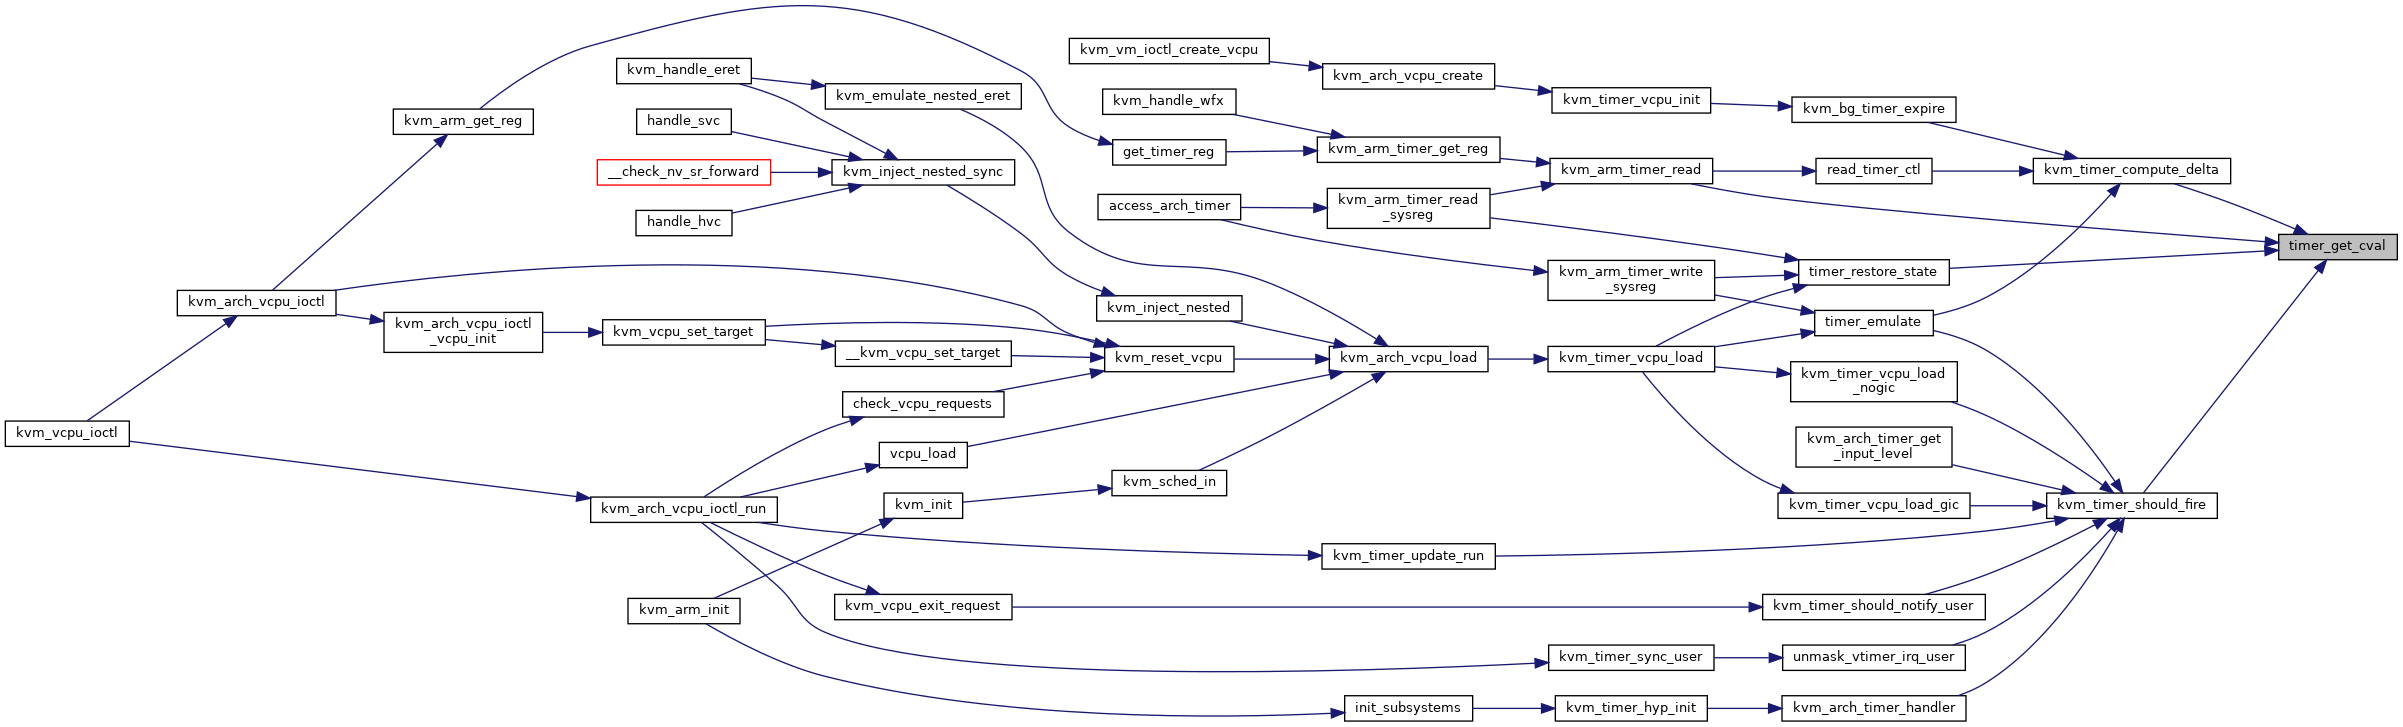 kvm_vcpu_ioctl
kvm_arch_vcpu_ioctl
kvm_arm_get_reg
kvm_arch_vcpu_ioctl
_vcpu_init
kvm_handle_eret
handle_svc
__check_nv_sr_forward
handle_hvc
kvm_vcpu_set_target
kvm_arch_vcpu_ioctl_run
kvm_arm_init
kvm_emulate_nested_eret
kvm_inject_nested_sync
__kvm_vcpu_set_target
check_vcpu_requests
vcpu_load
kvm_init
kvm_vcpu_exit_request
kvm_vm_ioctl_create_vcpu
kvm_handle_wfx
get_timer_reg
access_arch_timer
kvm_inject_nested
kvm_reset_vcpu
kvm_sched_in
kvm_arch_vcpu_create
kvm_arm_timer_get_reg
kvm_arm_timer_read
_sysreg
kvm_arch_vcpu_load
kvm_timer_update_run
init_subsystems
kvm_timer_vcpu_init
kvm_arm_timer_read
kvm_arm_timer_write
_sysreg
kvm_timer_vcpu_load
kvm_timer_sync_user
kvm_timer_hyp_init
kvm_bg_timer_expire
read_timer_ctl
timer_restore_state
timer_emulate
kvm_timer_vcpu_load
_nogic
kvm_arch_timer_get
_input_level
kvm_timer_vcpu_load_gic
kvm_timer_should_notify_user
unmask_vtimer_irq_user
kvm_arch_timer_handler
kvm_timer_compute_delta
kvm_timer_should_fire
timer_get_cval